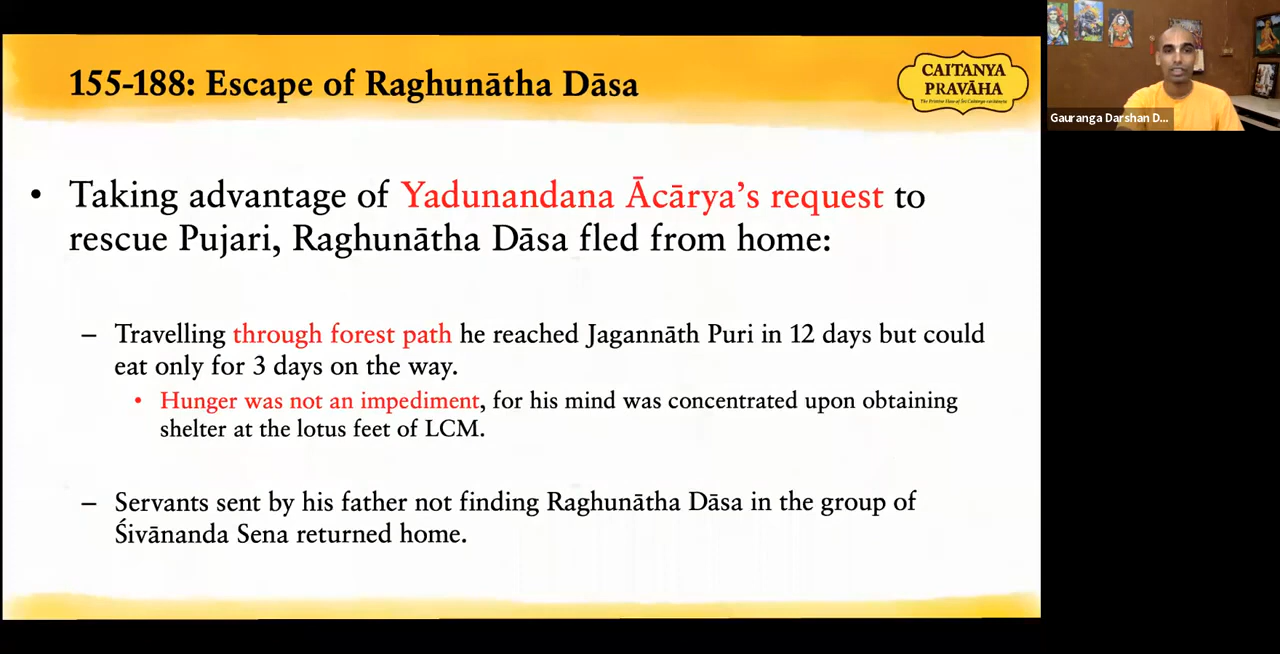 155-188: Escape of Raghunātha Dāsa
CAITANYA
PRAVĀHA
• Taking advantage of Yadunandana Ācārya's request to
rescue Pujari, Raghunātha Dāsa fled from home:
– Travelling through forest path he reached Jagannāth Puri in 12 days but could
eat only for 3 days on the way.
• Hunger was not an impediment, for his mind was concentrated upon obtaining
shelter at the lotus feet of LCM.
– Servants sent by his father not finding Raghunātha Dāsa in the group of
Śivānanda Sena returned home.
Gauranga Darshan D...